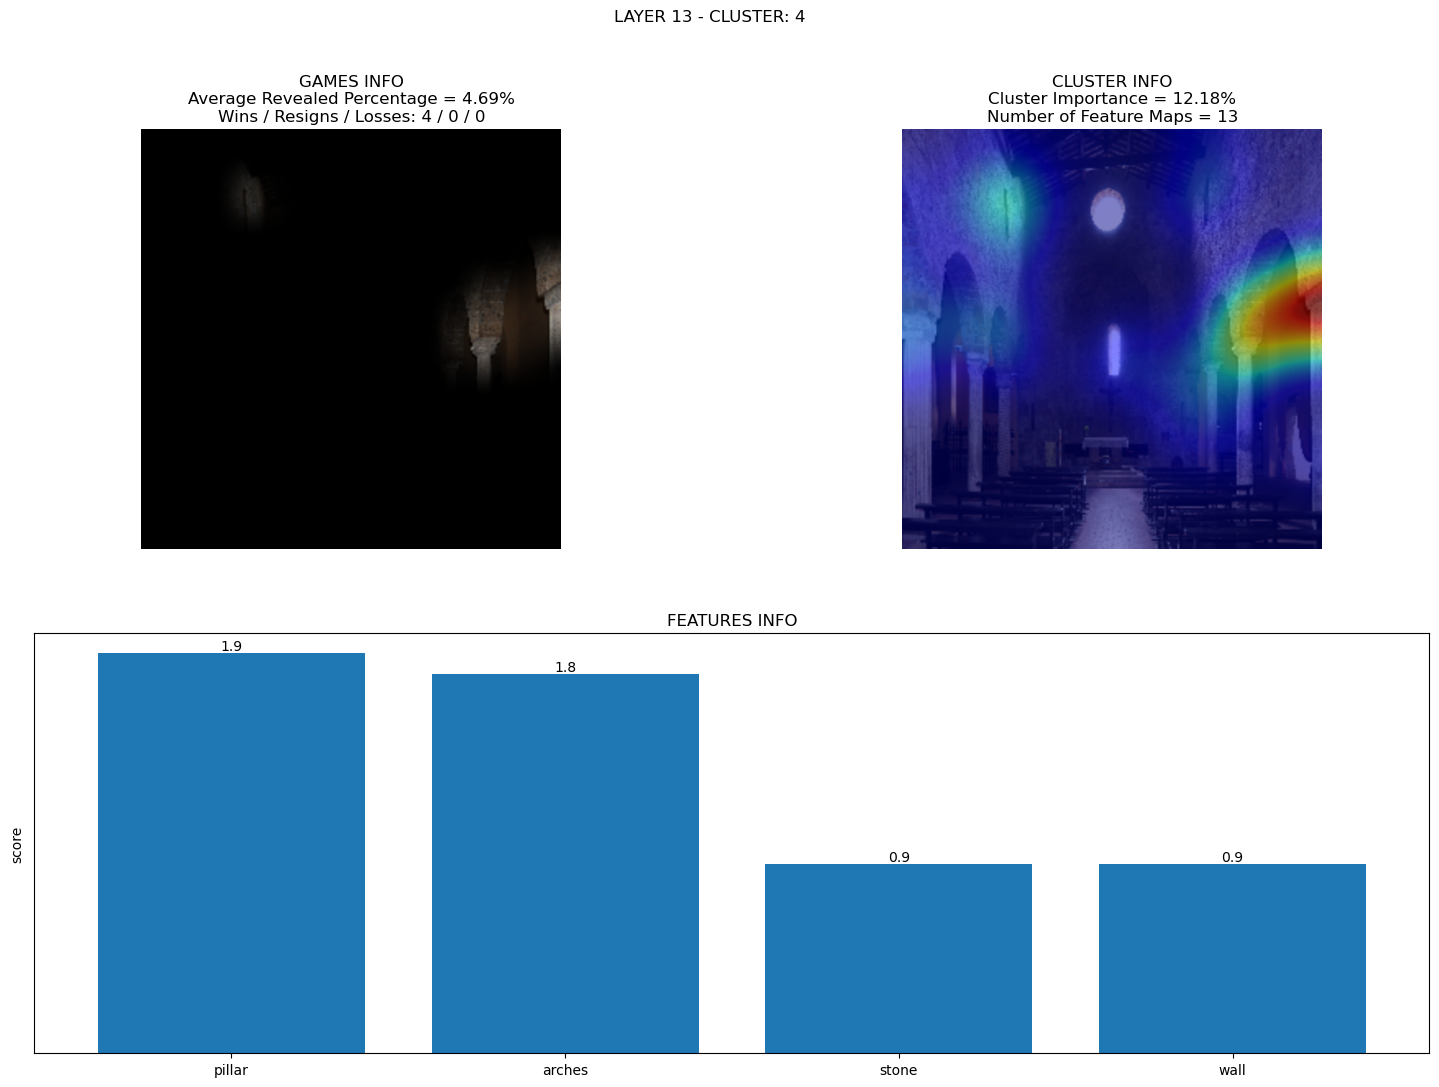 LAYER 13 - CLUSTER: 4
GAMES INFO
Average Revealed Percentage = 4.69%
Wins / Resigns / Losses: 4 / 0 / 0
CLUSTER INFO
Cluster Importance = 12.18%
Number of Feature Maps = 13
FEATURES INFO
score
1.9
1.8
0.9
0.9
pillar
arches
stone
wall